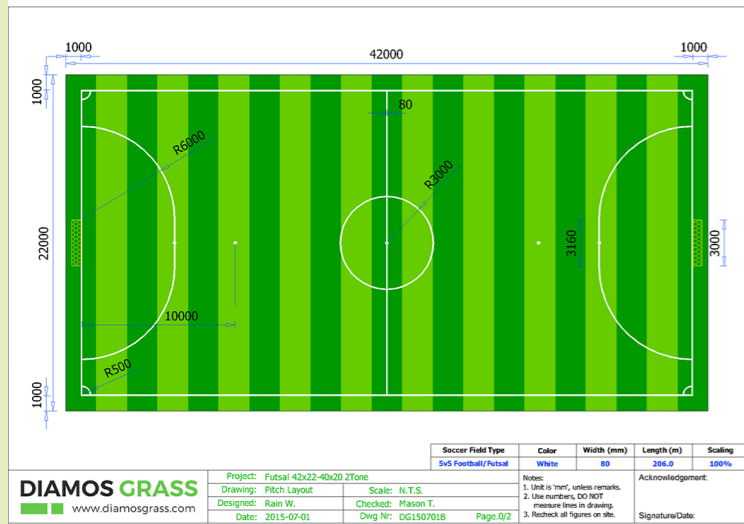 1000
42000
1000
1000
80
R6000
R3000
22000
3160
3000
10000
R500
1000
Soccer Field Type Color Width (mm) Length (m) Scaling
5v5 Football/Futsal White 80 206.0 100%
DIAMOS GRASS
www.diamosgrass.com
Project: Futsal 42x22-40x20 2Tone
Drawing: Pitch Layout Scale: N.T.S.
Designed: Rain W. Checked: Mason T.
Date: 2015-07-01 Dwg Nr: DG150701B Page.0/2
Notes:
1. Unit is 'mm', unless remarks.
2. Use numbers, DO NOT
measure lines in drawing.
3. Recheck all figures on site.
Acknowledgement:
Signature/Date: